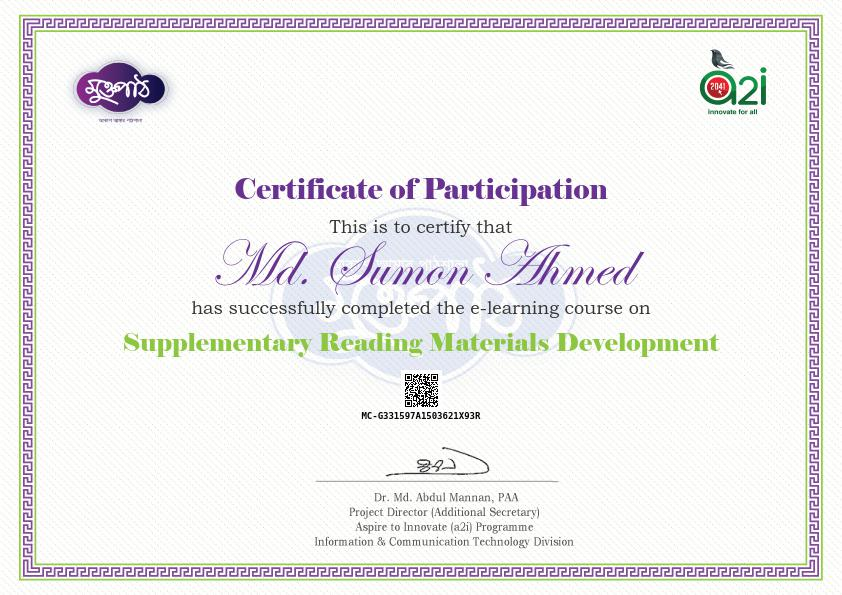 মুক্তপাঠ
2041
a2i
Innovate for all
Certificate of Participation
This is to certify that
Md. Sumon Ahmed
has successfully completed the e-learning course on
Supplementary Reading Materials Development
MC-G331597A1503621X93R
Dr. Md. Abdul Mannan, PAA
Project Director (Additional Secretary)
Aspire to Innovate (a2i) Programme
Information & Communication Technology Division